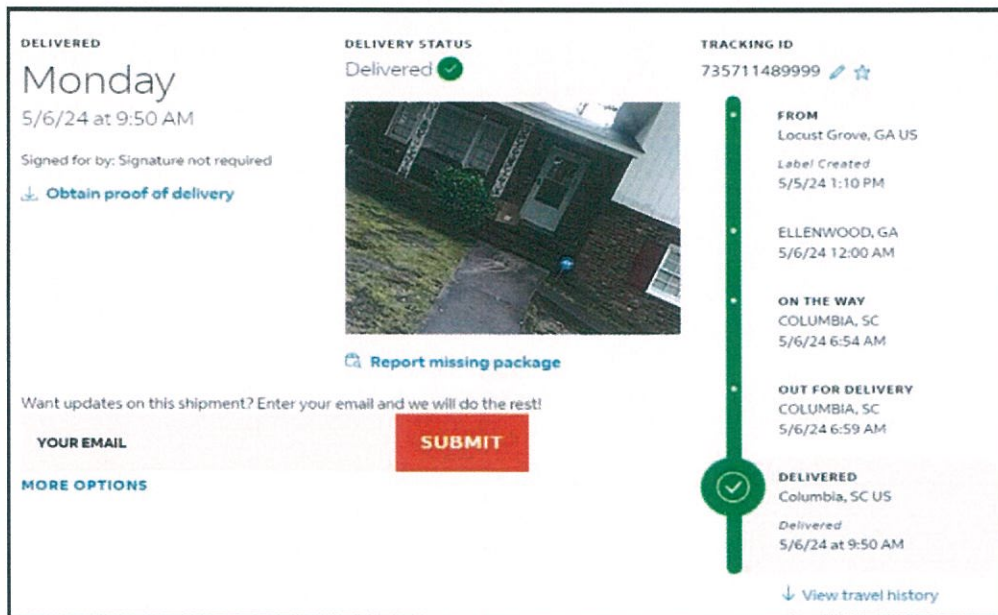 DELIVERED
Monday
5/6/24 at 9:50 AM
Signed for by: Signature not required
Obtain proof of delivery
DELIVERY STATUS
Delivered
Report missing package
Want updates on this shipment? Enter your email and we will do the rest!
YOUR EMAIL
SUBMIT
MORE OPTIONS
TRACKING ID
735711489999
FROM
Locust Grove, GA US
Label Created
5/5/24 1:10 PM
ELLENWOOD, GA
5/6/24 12:00 AM
ON THE WAY
COLUMBIA, SC
5/6/24 6:54 AM
OUT FOR DELIVERY
COLUMBIA, SC
5/6/24 6:59 AM
DELIVERED
Columbia, SC US
Delivered
5/6/24 at 9:50 AM
View travel history